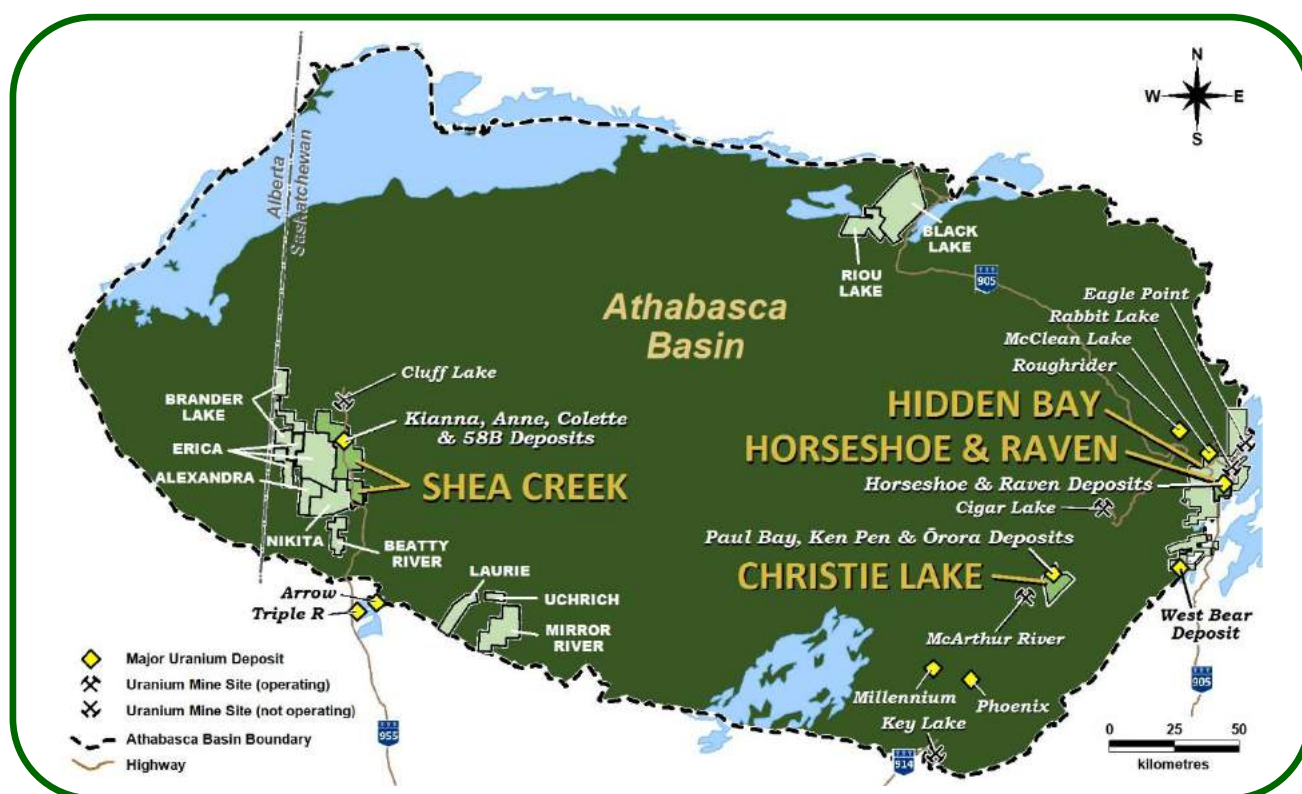 N
W
E
S
Alberta
Saskatchewan
BLACK
LAKE
RIOU
LAKE
905
Athabasca
Basin
Eagle Point
Rabbit Lake
McClean Lake
Roughrider
Cluff Lake
BRANDER
LAKE
Kianna, Anne, Colette
& 58B Deposits
HIDDEN BAY
ERICA
HORSESHOE & RAVEN
ALEXANDRA
SHEA CREEK
Horseshoe & Raven Deposits
Cigar Lake
NIKITA
BEATTY
RIVER
Paul Bay, Ken Pen & Ōrora Deposits
LAURIE
CHRISTIE LAKE
Arrow
UCHRICH
Triple R
MIRROR
RIVER
McArthur River
West Bear
Deposit
Millennium
Phoenix
Key Lake
905
955
914
Major Uranium Deposit
Uranium Mine Site (operating)
Uranium Mine Site (not operating)
Athabasca Basin Boundary
Highway
0 25 50
kilometres